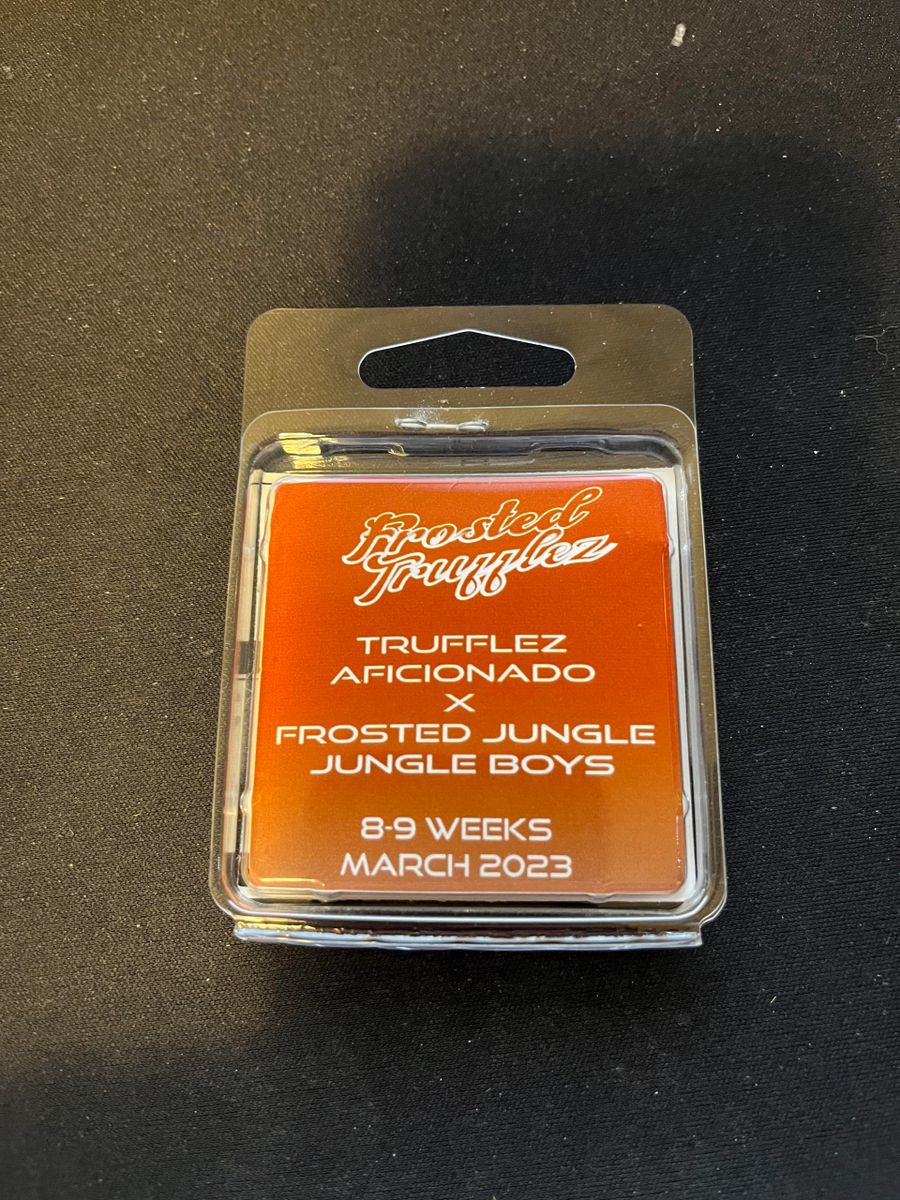 Frosted
Trufflez
TRUFFLEZ
AFICIONADO
X
FROSTED JUNGLE
JUNGLE BOYS
8-9 WEEKS
MARCH 2023